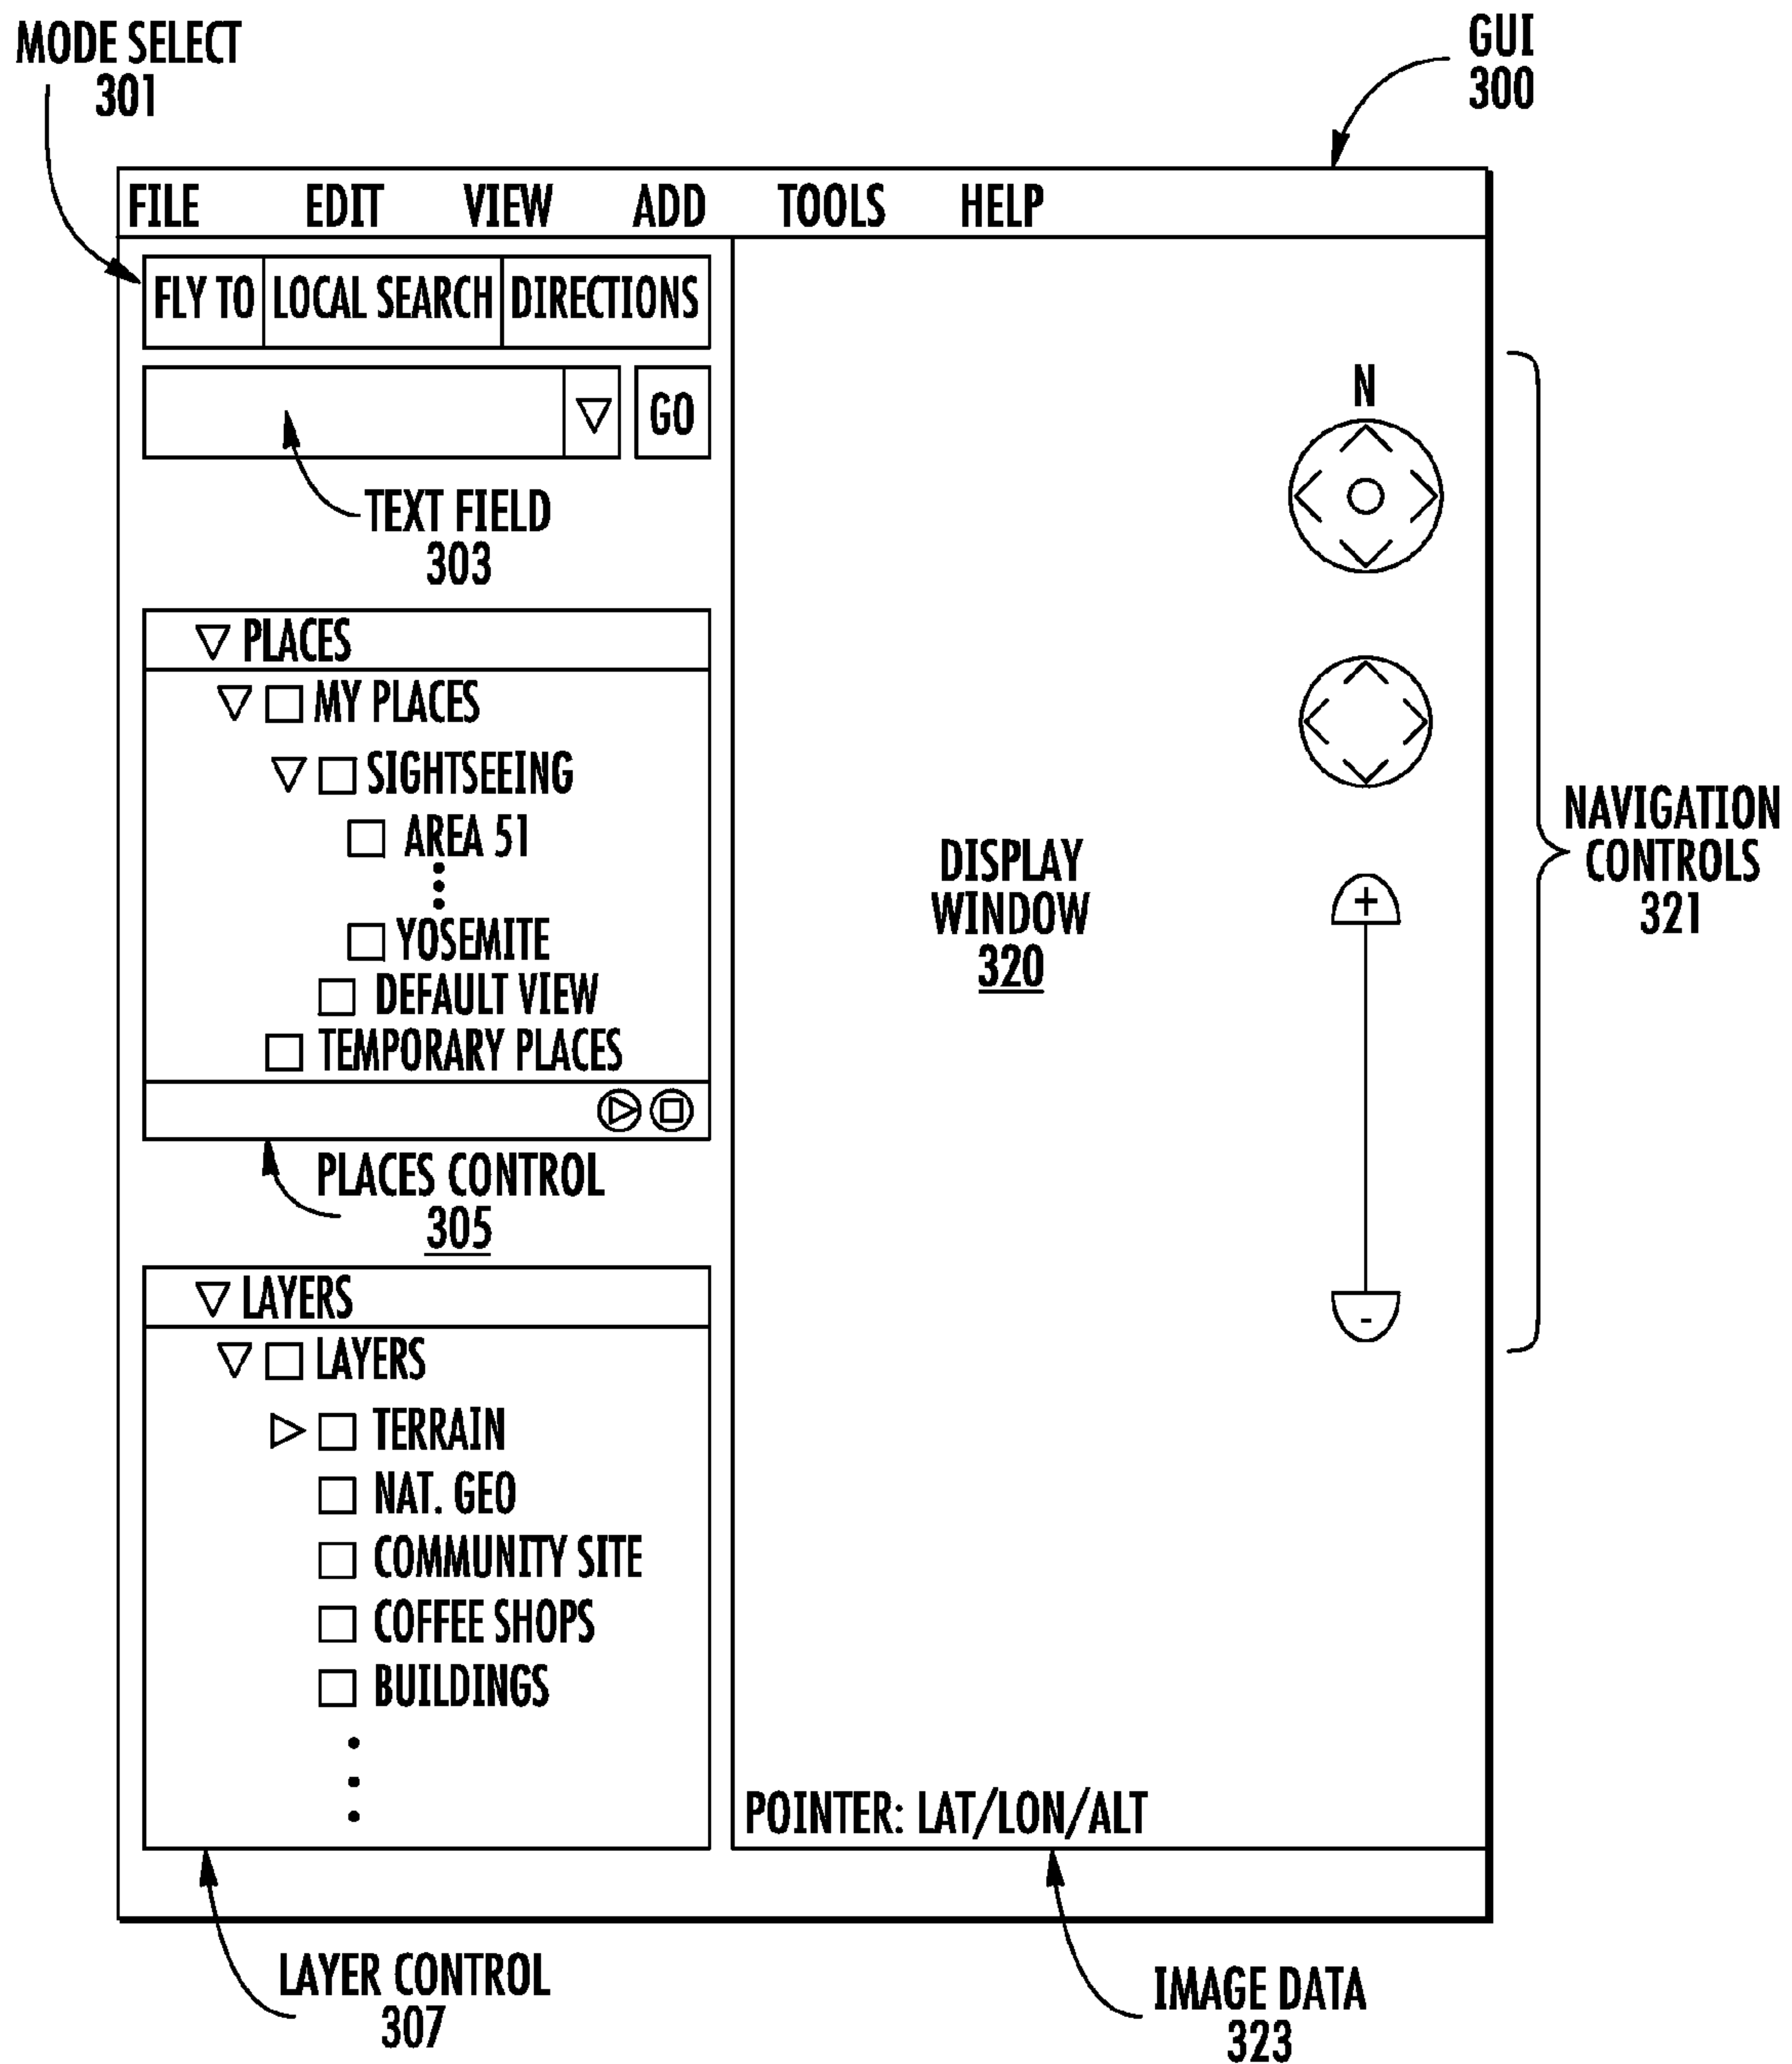 MODE SELECT
301
GUI
300
FILE EDIT VIEW ADD TOOLS HELP
FLY TO LOCAL SEARCH DIRECTIONS
GO
TEXT FIELD
303
PLACES
MY PLACES
SIGHTSEEING
AREA 51
YOSEMITE
DEFAULT VIEW
TEMPORARY PLACES
PLACES CONTROL
305
LAYERS
LAYERS
TERRAIN
NAT. GEO
COMMUNITY SITE
COFFEE SHOPS
BUILDINGS
LAYER CONTROL
307
N
DISPLAY
WINDOW
320
+
-
NAVIGATION
CONTROLS
321
POINTER: LAT/LON/ALT
IMAGE DATA
323